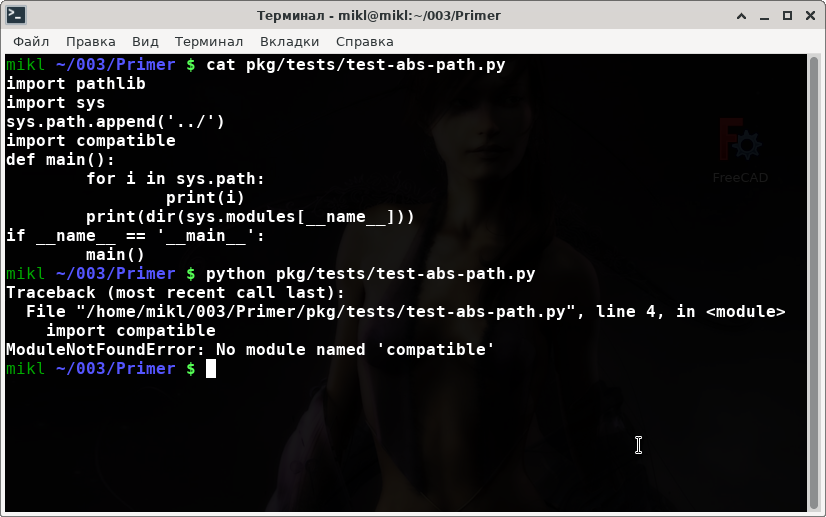 Терминал - mikl@mikl:~/003/Primer
Файл Правка Вид Терминал Вкладки Справка
mikl ~/003/Primer $ cat pkg/tests/test-abs-path.py
import pathlib
import sys
sys.path.append('../')
import compatible
def main():
        for i in sys.path:
                print(i)
        print(dir(sys.modules[__name__]))
if __name__ == '__main__':
        main()
mikl ~/003/Primer $ python pkg/tests/test-abs-path.py
Traceback (most recent call last):
  File "/home/mikl/003/Primer/pkg/tests/test-abs-path.py", line 4, in <module>
    import compatible
ModuleNotFoundError: No module named 'compatible'
mikl ~/003/Primer $
FreeCAD